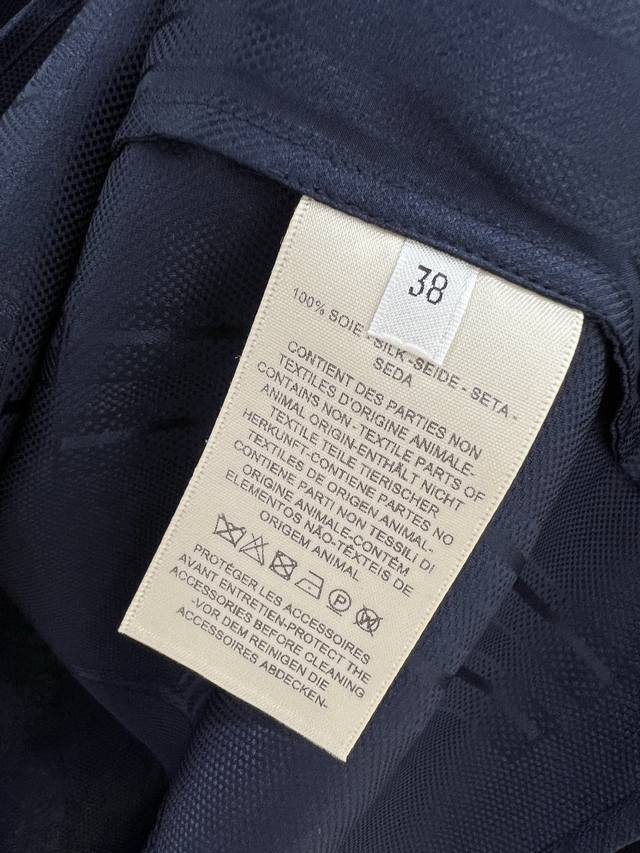 38
100% SOIE - SILK -SEIDE - SETA -
SEDA
CONTIENT DES PARTIES NON
TEXTILES D'ORIGINE ANIMALE-
CONTAINS NON-TEXTILE PARTS OF
ANIMAL ORIGIN-ENTHÄLT NICHT
TEXTILE TEILE TIERISCHER
HERKUNFT-CONTIENE PARTES NO
TEXTILES DE ORIGEN ANIMAL-
CONTIENE PARTI NON TESSILI DI
ORIGINE ANIMALE-CONTÉM
ELEMENTOS NÃO-TÊXTEIS DE
ORIGEM ANIMAL
P
PROTÉGER LES ACCESSOIRES
AVANT ENTRETIEN-PROTECT THE
ACCESSORIES BEFORE CLEANING
-VOR DEM REINIGEN DIE
ACCESSOIRES ABDECKEN-